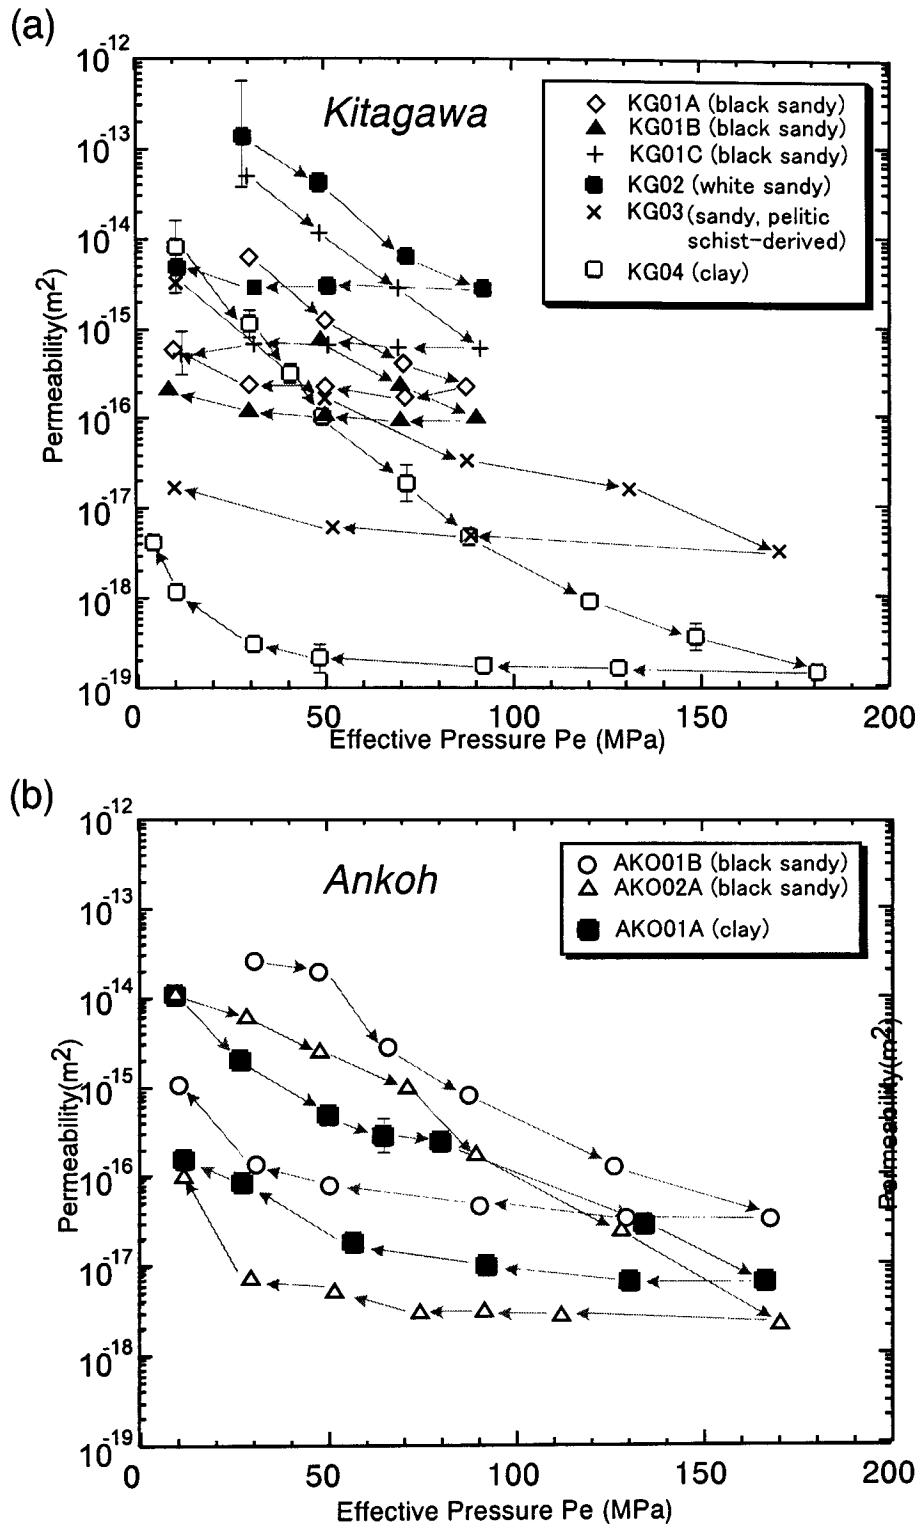 (a)
10-12
10-13
10-14
10-15
10-16
10-17
10-18
10-19
Permeability(m2)
Kitagawa
KG01A (black sandy)
KG01B (black sandy)
KG01C (black sandy)
KG02 (white sandy)
KG03 (sandy, pelitic
schist-derived)
KG04 (clay)
50
100
150
200
Effective Pressure Pe (MPa)
(b)
10-12
10-13
10-14
10-15
10-16
10-17
10-18
10-19
Permeability(m2)
Ankoh
AKO01B (black sandy)
AKO02A (black sandy)
AKO01A (clay)
Permeability(m2)
0
50
100
150
200
Effective Pressure Pe (MPa)